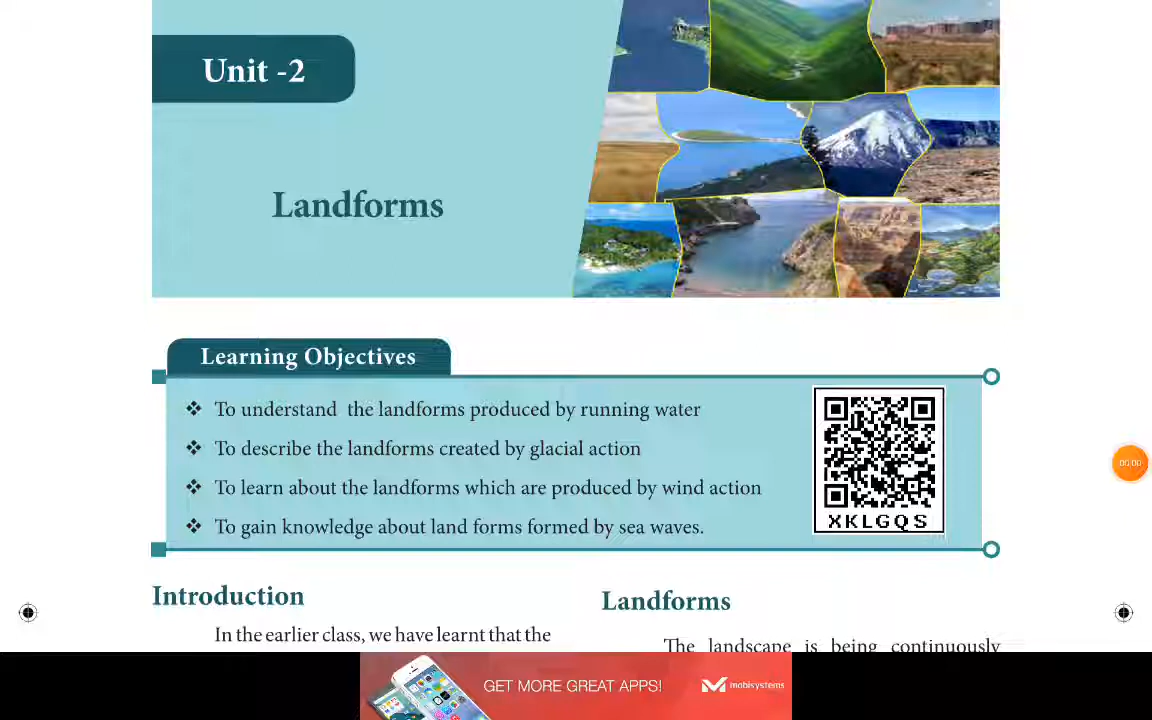 Unit -2
Landforms
Learning Objectives
❖ To understand the landforms produced by running water
❖ To describe the landforms created by glacial action
❖ To learn about the landforms which are produced by wind action
❖ To gain knowledge about land forms formed by sea waves.
XKLGQS
00:00
Introduction
In the earlier class, we have learnt that the
Landforms
The landscape is being continuously
GET MORE GREAT APPS!
mobisystems